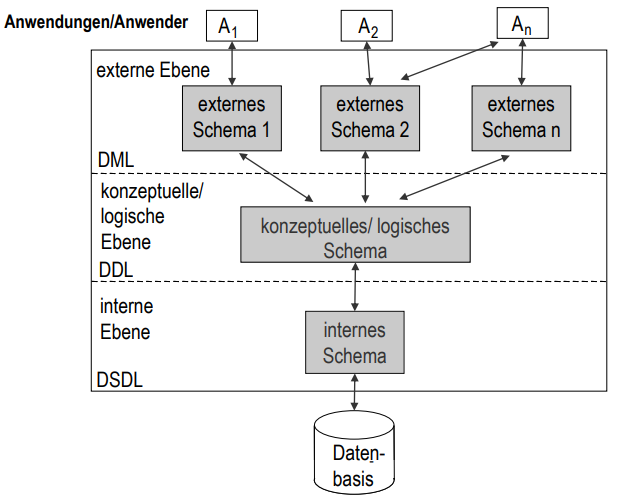 Anwendungen/Anwender
A1
A2
An
externe Ebene
externes
Schema 1
externes
Schema 2
externes
Schema n
DML
konzeptuelle/
logische
Ebene
DDL
konzeptuelles/ logisches
Schema
interne
Ebene
DSDL
internes
Schema
Daten-
basis